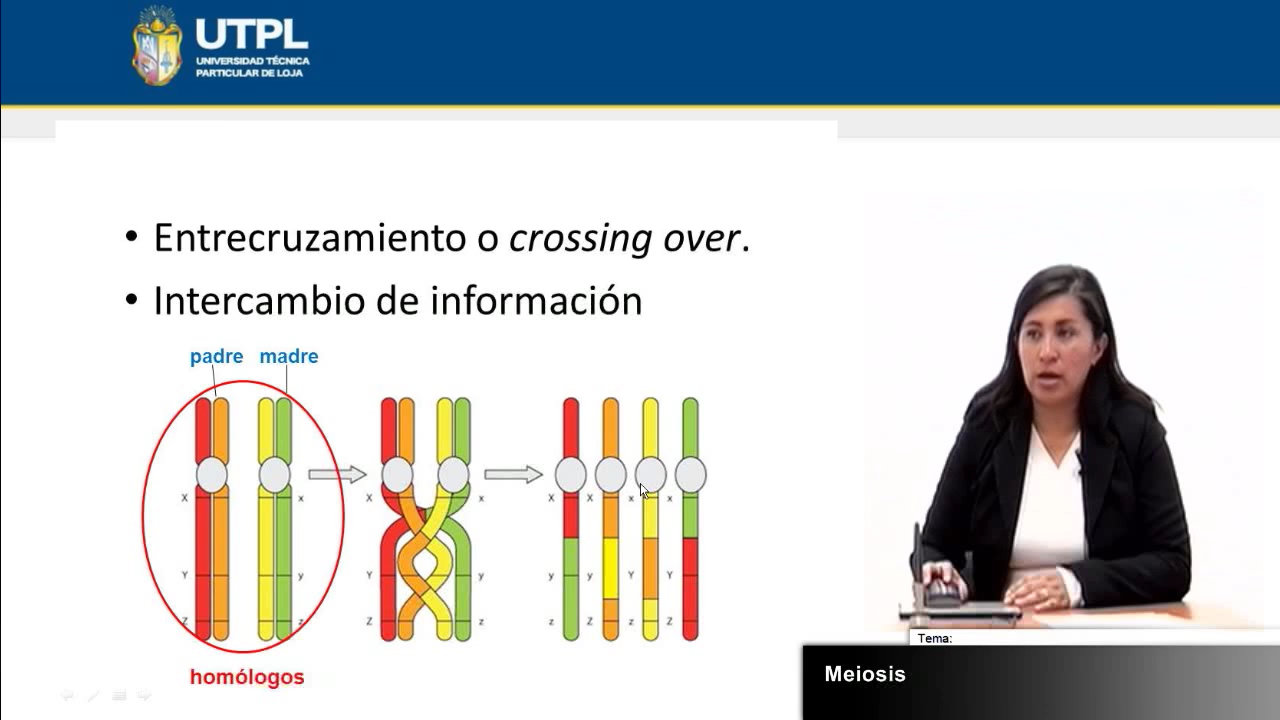 UTPL
UNIVERSIDAD TÉCNICA
PARTICULAR DE LOJA
• Entrecruzamiento o crossing over.
• Intercambio de información
padre madre
X x X x X X x x
Y y Y y y y Y Y
Z z Z z z Z z Z
homólogos
Tema:
Meiosis